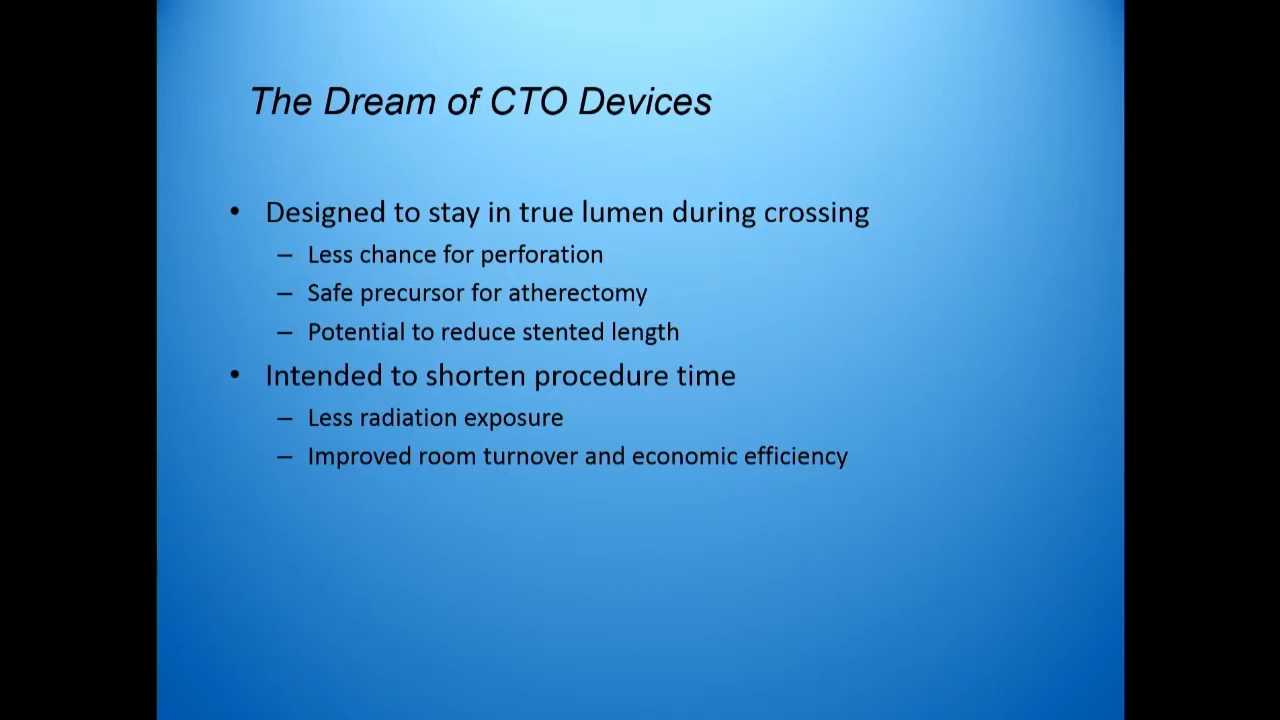 The Dream of CTO Devices
• Designed to stay in true lumen during crossing
– Less chance for perforation
– Safe precursor for atherectomy
– Potential to reduce stented length
• Intended to shorten procedure time
– Less radiation exposure
– Improved room turnover and economic efficiency